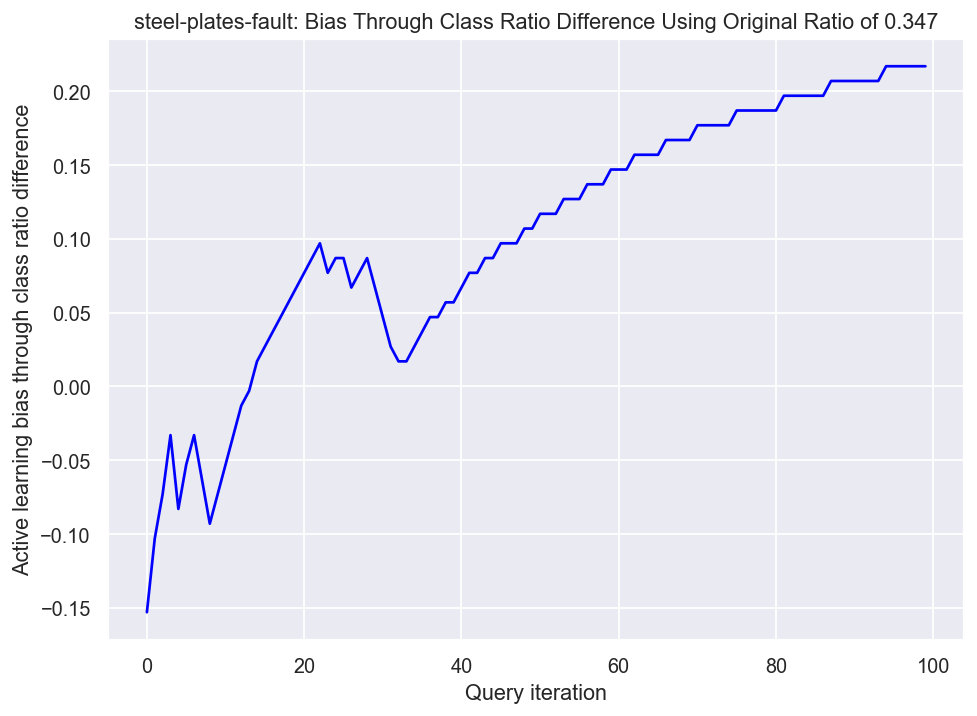 steel-plates-fault: Bias Through Class Ratio Difference Using Original Ratio of 0.347
Active learning bias through class ratio difference
0.20
0.15
0.10
0.05
0.00
−0.05
−0.10
−0.15
0 20 40 60 80 100
Query iteration